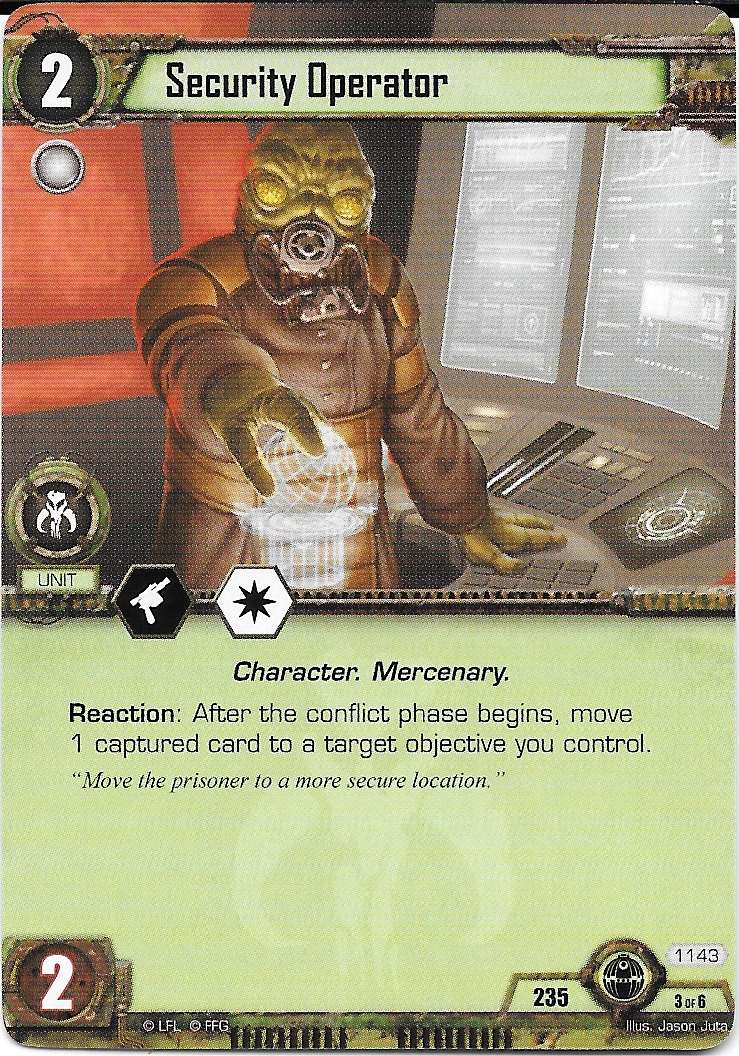 2
Security Operator
UNIT
Character. Mercenary.
Reaction: After the conflict phase begins, move
1 captured card to a target objective you control.
“Move the prisoner to a more secure location.”
2
1143
235
3 OF 6
© LFL © FFG
Illus. Jason Juta